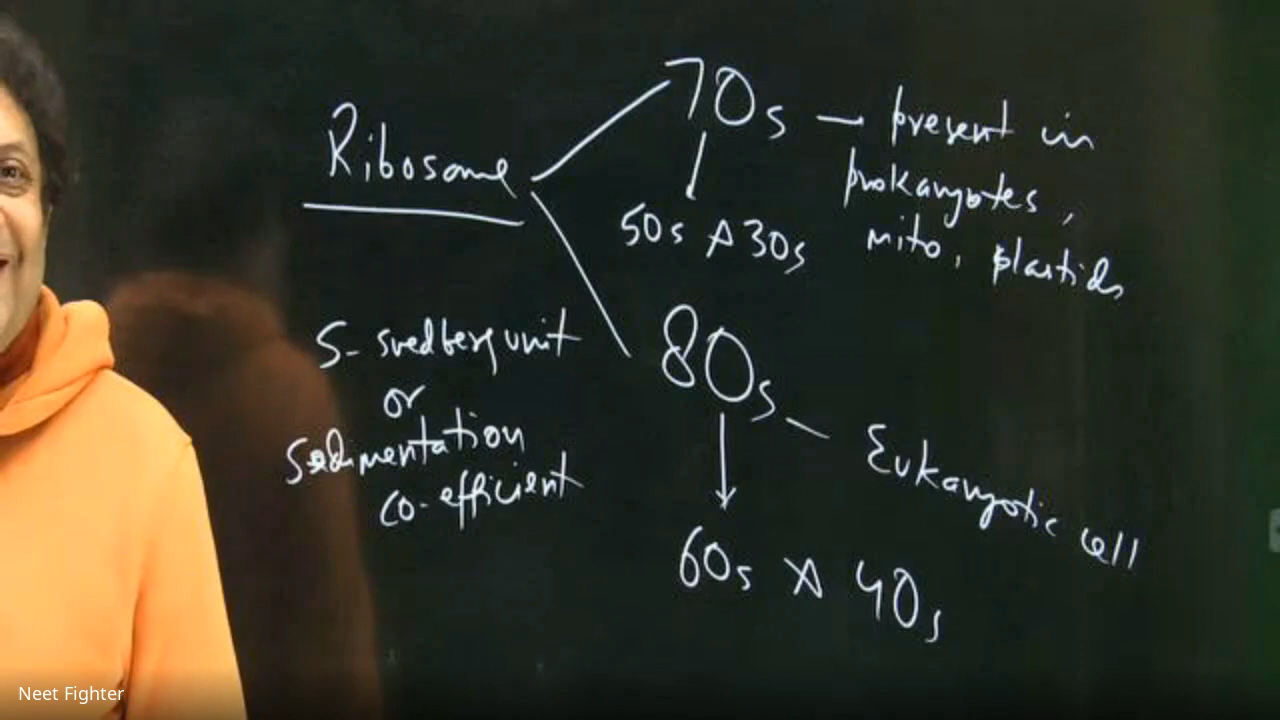 Ribosome
70s — present in
prokaryotes,
mito, plastids
50s & 30s
S - svedberg unit
or
Sedimentation
co-efficient
80s — Eukaryotic cell
60s & 40s
Neet Fighter